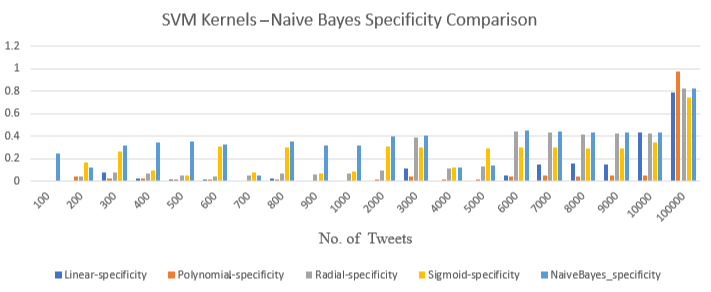 SVM Kernels – Naive Bayes Specificity Comparison
1.2
1
0.8
0.6
0.4
0.2
0
100 200 300 400 500 600 700 800 900 1000 2000 3000 4000 5000 6000 7000 8000 9000 10000 100000
No. of Tweets
Linear-specificity Polynomial-specificity Radial-specificity Sigmoid-specificity NaiveBayes_specificity